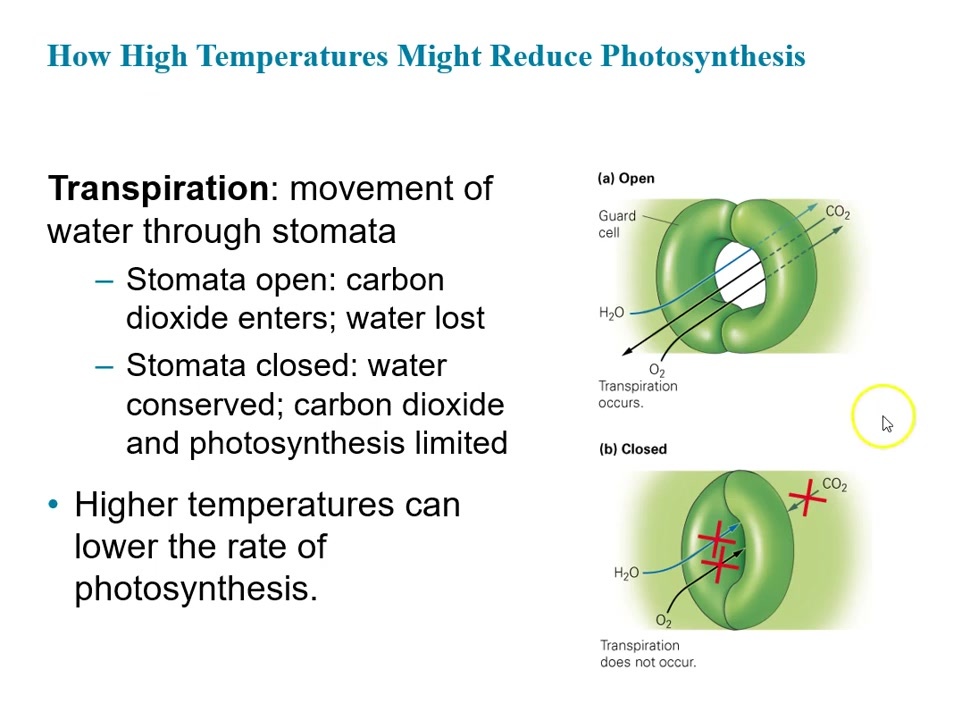 How High Temperatures Might Reduce Photosynthesis
Transpiration: movement of
water through stomata
– Stomata open: carbon
dioxide enters; water lost
– Stomata closed: water
conserved; carbon dioxide
and photosynthesis limited
• Higher temperatures can
lower the rate of
photosynthesis.
(a) Open
Guard
cell
CO₂
H₂O
O₂
Transpiration
occurs.
(b) Closed
CO₂
H₂O
O₂
Transpiration
does not occur.